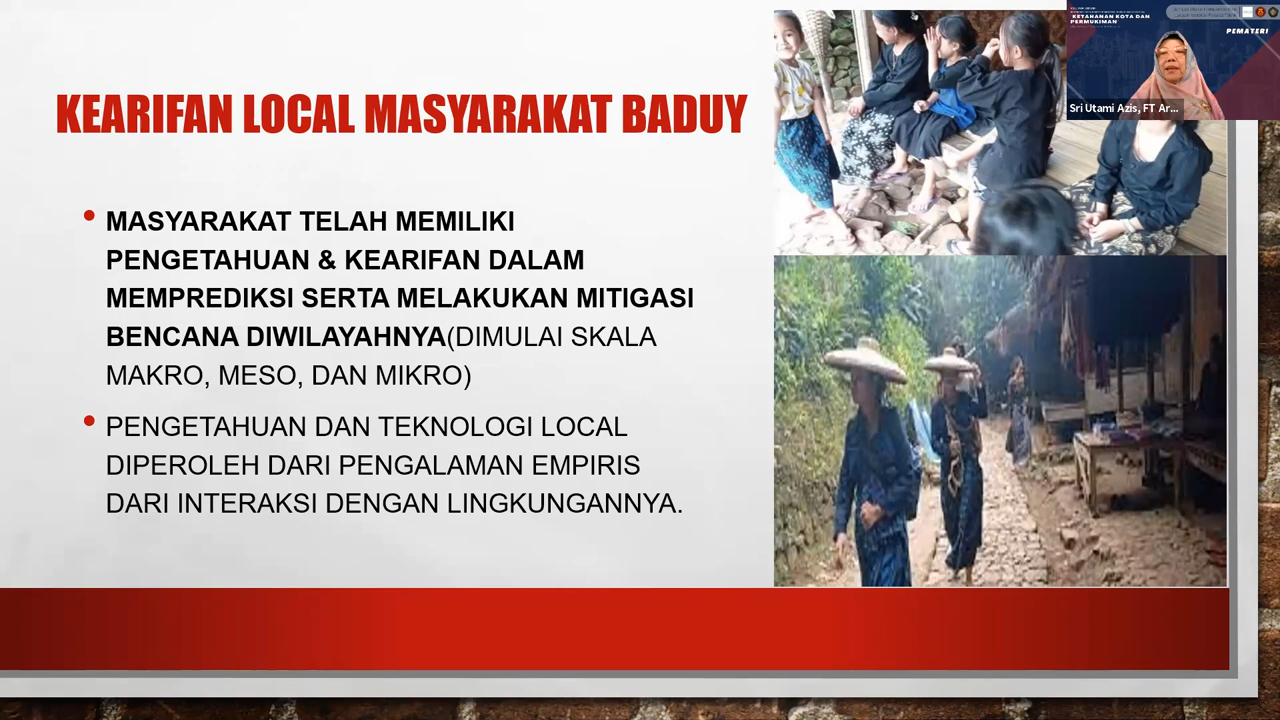 KEARIFAN LOCAL MASYARAKAT BADUY
• MASYARAKAT TELAH MEMILIKI
PENGETAHUAN & KEARIFAN DALAM
MEMPREDIKSI SERTA MELAKUKAN MITIGASI
BENCANA DIWILAYAHNYA(DIMULAI SKALA
MAKRO, MESO, DAN MIKRO)
• PENGETAHUAN DAN TEKNOLOGI LOCAL
DIPEROLEH DARI PENGALAMAN EMPIRIS
DARI INTERAKSI DENGAN LINGKUNGANNYA.
KETAHANAN KOTA DAN
PERMUKIMAN
PEMATERI
Sri Utami Azis, FT Ar...